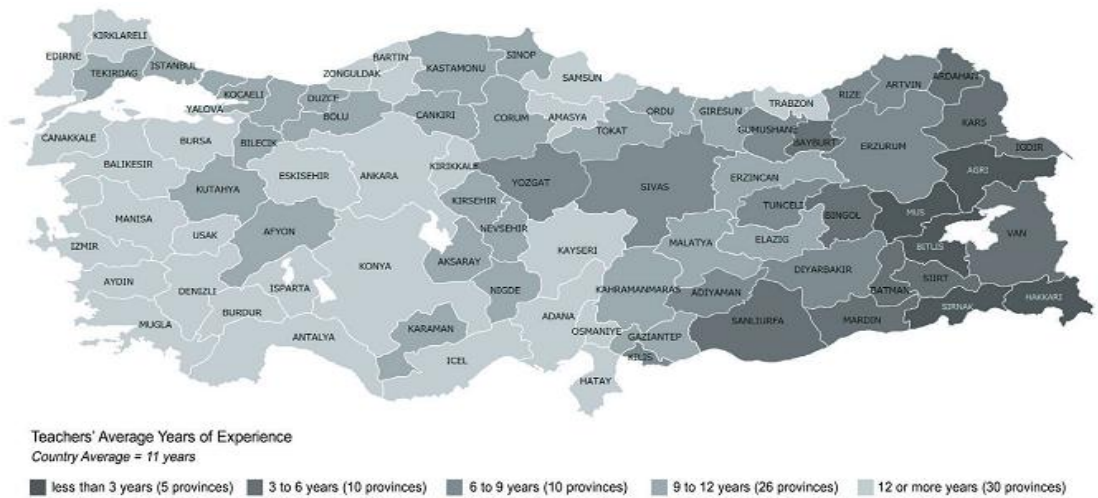 KIRKLARELI
EDIRNE
TEKIRDAG
ISTANBUL
KOCAELI
YALOVA
DUZCE
BOLU
BILECIK
ZONGULDAK
BARTIN
KASTAMONU
SINOP
CANKIRI
CORUM
SAMSUN
AMASYA
TOKAT
ORDU
GIRESUN
GUMUSHANE
TRABZON
BAYBURT
RIZE
ARTVIN
ARDAHAN
KARS
IGDIR
ERZURUM
AGRI
CANAKKALE
BALIKESIR
BURSA
KUTAHYA
ESKISEHIR
ANKARA
KIRIKKALE
YOZGAT
SIVAS
ERZINCAN
TUNCELI
BINGOL
MUS
BITLIS
VAN
MANISA
IZMIR
USAK
AFYON
KIRSEHIR
NEVSEHIR
KAYSERI
MALATYA
ELAZIG
DIYARBAKIR
BATMAN
SIIRT
SIRNAK
HAKKARI
AYDIN
DENIZLI
ISPARTA
BURDUR
KONYA
AKSARAY
NIGDE
KAHRAMANMARAS
ADIYAMAN
SANLIURFA
MARDIN
MUGLA
ANTALYA
KARAMAN
ICEL
ADANA
OSMANIYE
GAZIANTEP
KILIS
HATAY
Teachers' Average Years of Experience
Country Average = 11 years
less than 3 years (5 provinces)
3 to 6 years (10 provinces)
6 to 9 years (10 provinces)
9 to 12 years (26 provinces)
12 or more years (30 provinces)